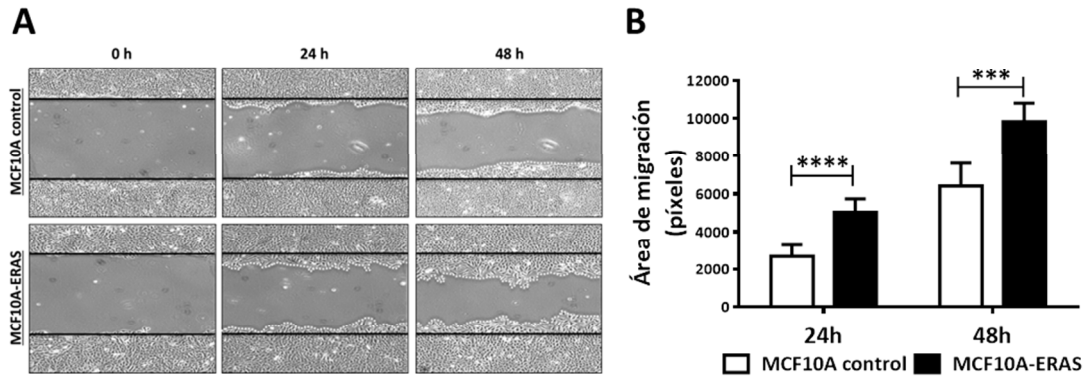 A
0 h
24 h
48 h
MCF10A control
MCF10A-ERAS
B
Área de migración
(píxeles)
12000
10000
8000
6000
4000
2000
0
****
***
24h
48h
MCF10A control
MCF10A-ERAS